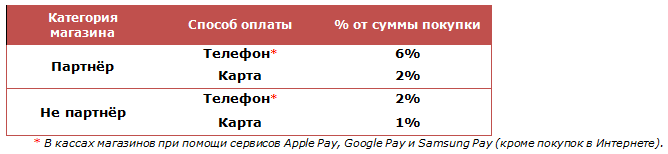 Категория магазина Способ оплаты % от суммы покупки
Партнёр Телефон* 6%
Карта 2%
Не партнёр Телефон* 2%
Карта 1%
* В кассах магазинов при помощи сервисов Apple Pay, Google Pay и Samsung Pay (кроме покупок в Интернете).